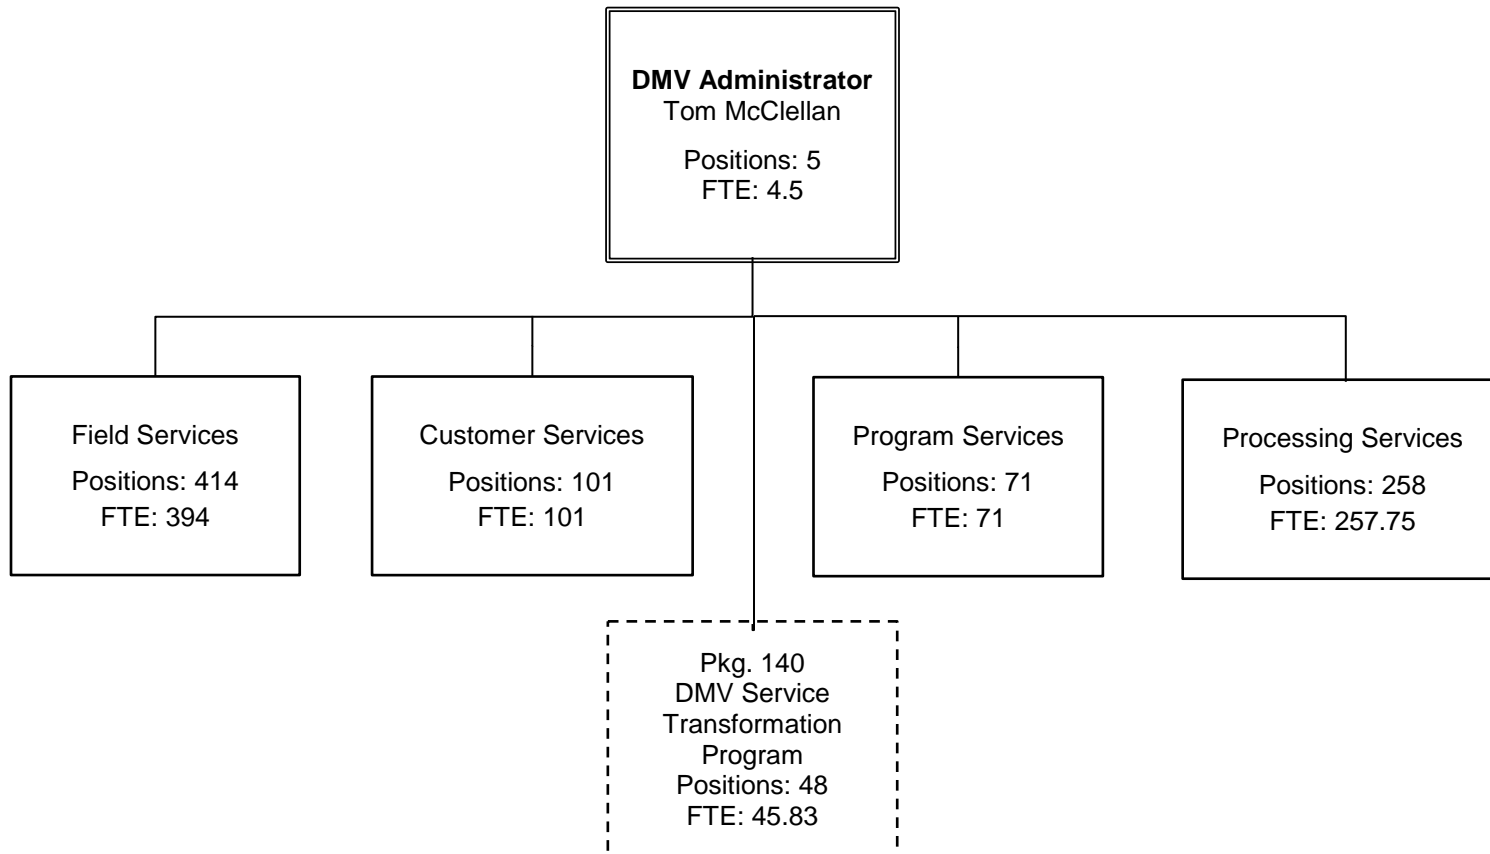 DMV Administrator
Tom McClellan
Positions: 5
FTE: 4.5
Field Services
Positions: 414
FTE: 394
Customer Services
Positions: 101
FTE: 101
Program Services
Positions: 71
FTE: 71
Processing Services
Positions: 258
FTE: 257.75
Pkg. 140
DMV Service
Transformation
Program
Positions: 48
FTE: 45.83